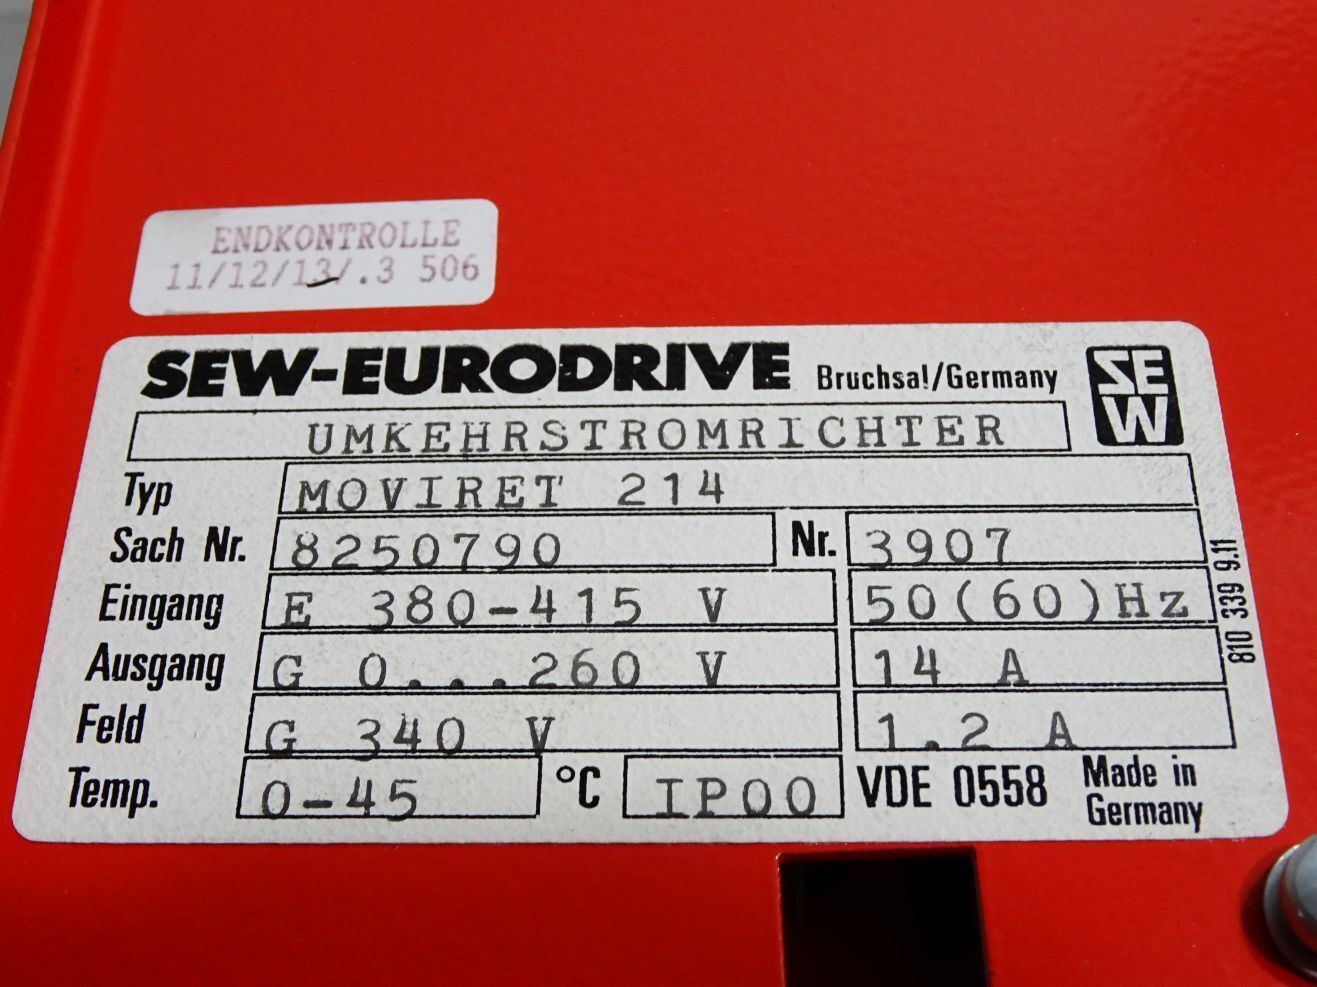 ENDKONTROLLE
11/12/13/.3 506
SEW-EURODRIVE Bruchsal/Germany SEW
UMKEHRSTROMRICHTER
Typ MOVIRET 214
Sach Nr. 8250790 Nr. 3907
Eingang E 380-415 V 50(60)Hz
Ausgang G 0...260 V 14 A
Feld G 340 V 1.2 A
Temp. 0-45 °C IP00 VDE 0558 Made in Germany
810 339 9.11